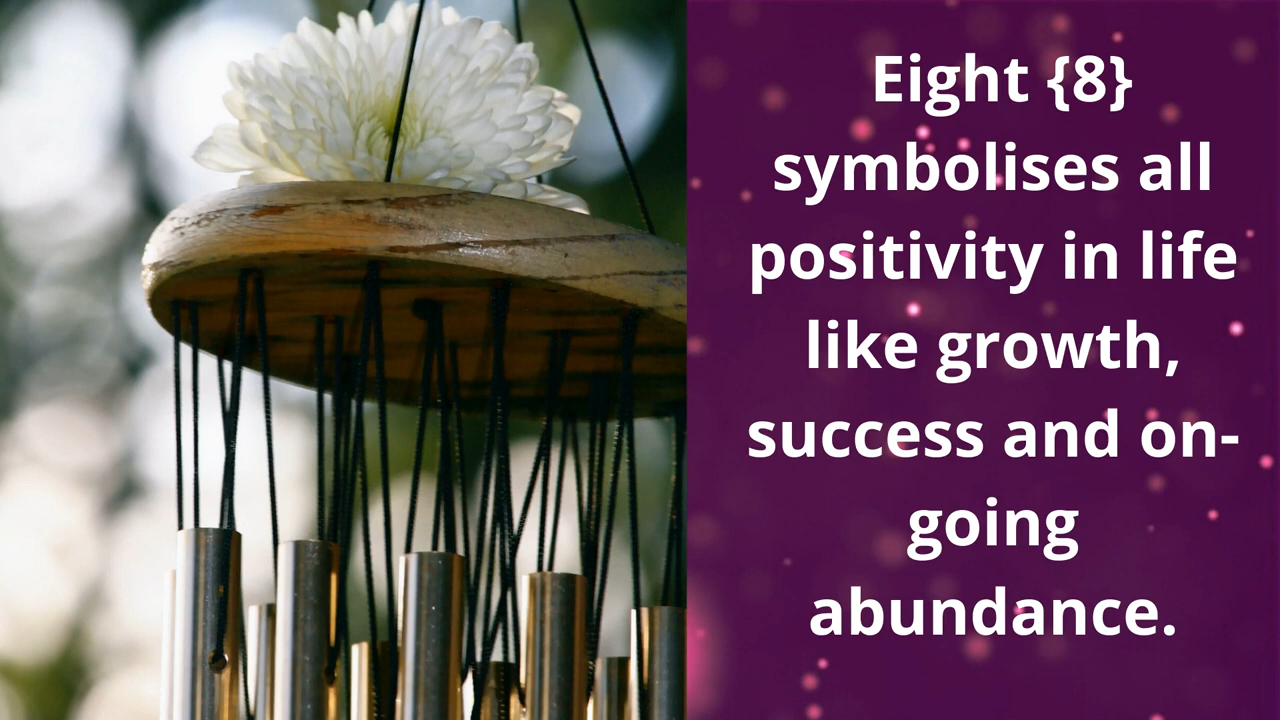 Eight {8}
symbolises all
positivity in life
like growth,
success and on-
going
abundance.